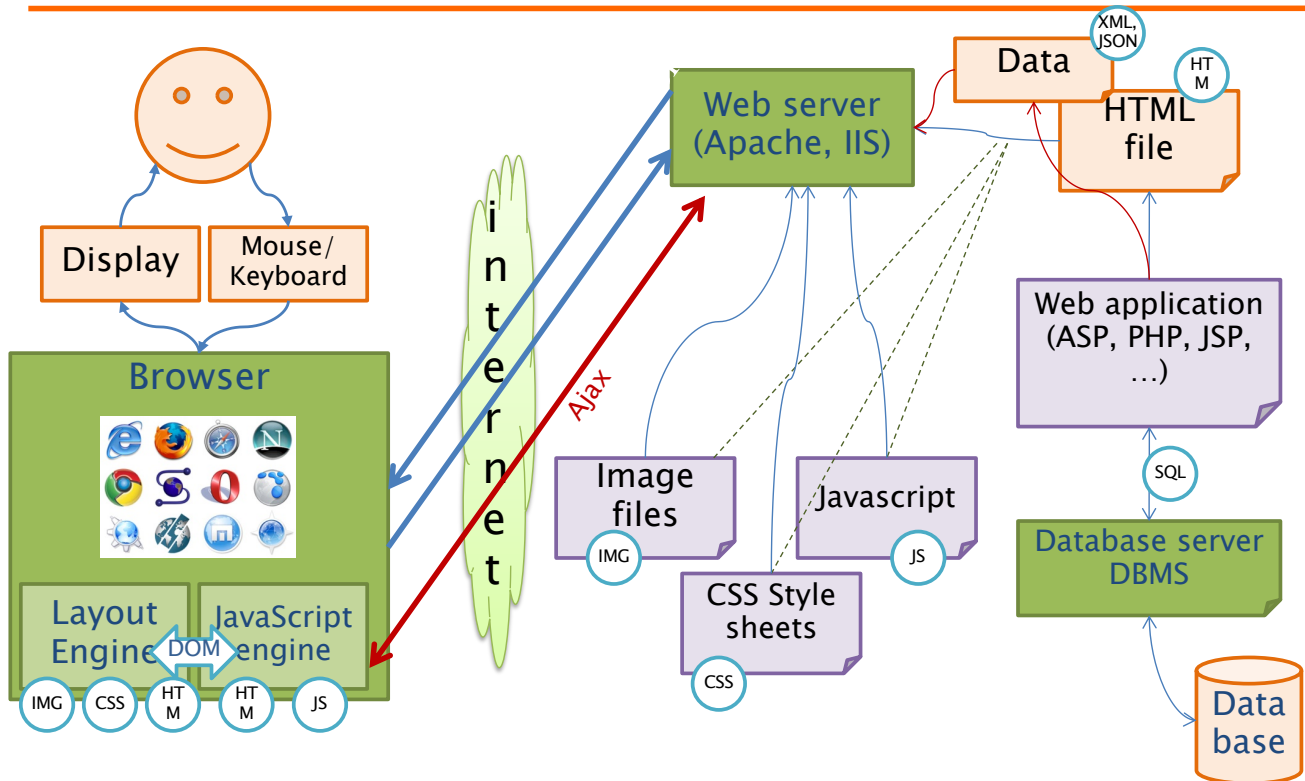 XML,
JSON
Data
HT
M
HTML
file
Web server
(Apache, IIS)
Display
Mouse/
Keyboard
i
n
t
e
r
n
e
t
Ajax
Web application
(ASP, PHP, JSP,
...)
Browser
N
Image
files
IMG
Javascript
JS
CSS Style
sheets
CSS
SQL
Database server
DBMS
Layout
Engine
DOM
JavaScript
engine
IMG
CSS
HT
M
HT
M
JS
Data
base